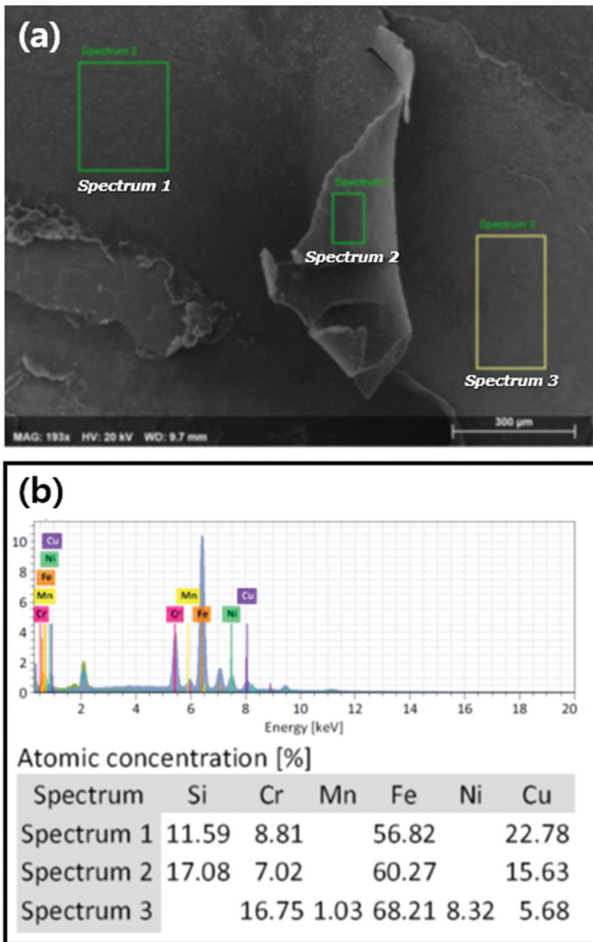 (a)
Spectrum 2
Spectrum 1
Spectrum
Spectrum 2
Spectrum 3
Spectrum 3
MAG: 193x HV: 20 kV WD: 9.7 mm
300 µm
(b)
10
8
6
4
2
0
Cu
Ni
Fe
Mn
Cr
Cr
Mn
Fe
Ni
Cu
2 4 6 8 10 12 14 16 18 20
Energy [keV]
Atomic concentration [%]
Spectrum Si Cr Mn Fe Ni Cu
Spectrum 1 11.59 8.81 56.82 22.78
Spectrum 2 17.08 7.02 60.27 15.63
Spectrum 3 16.75 1.03 68.21 8.32 5.68